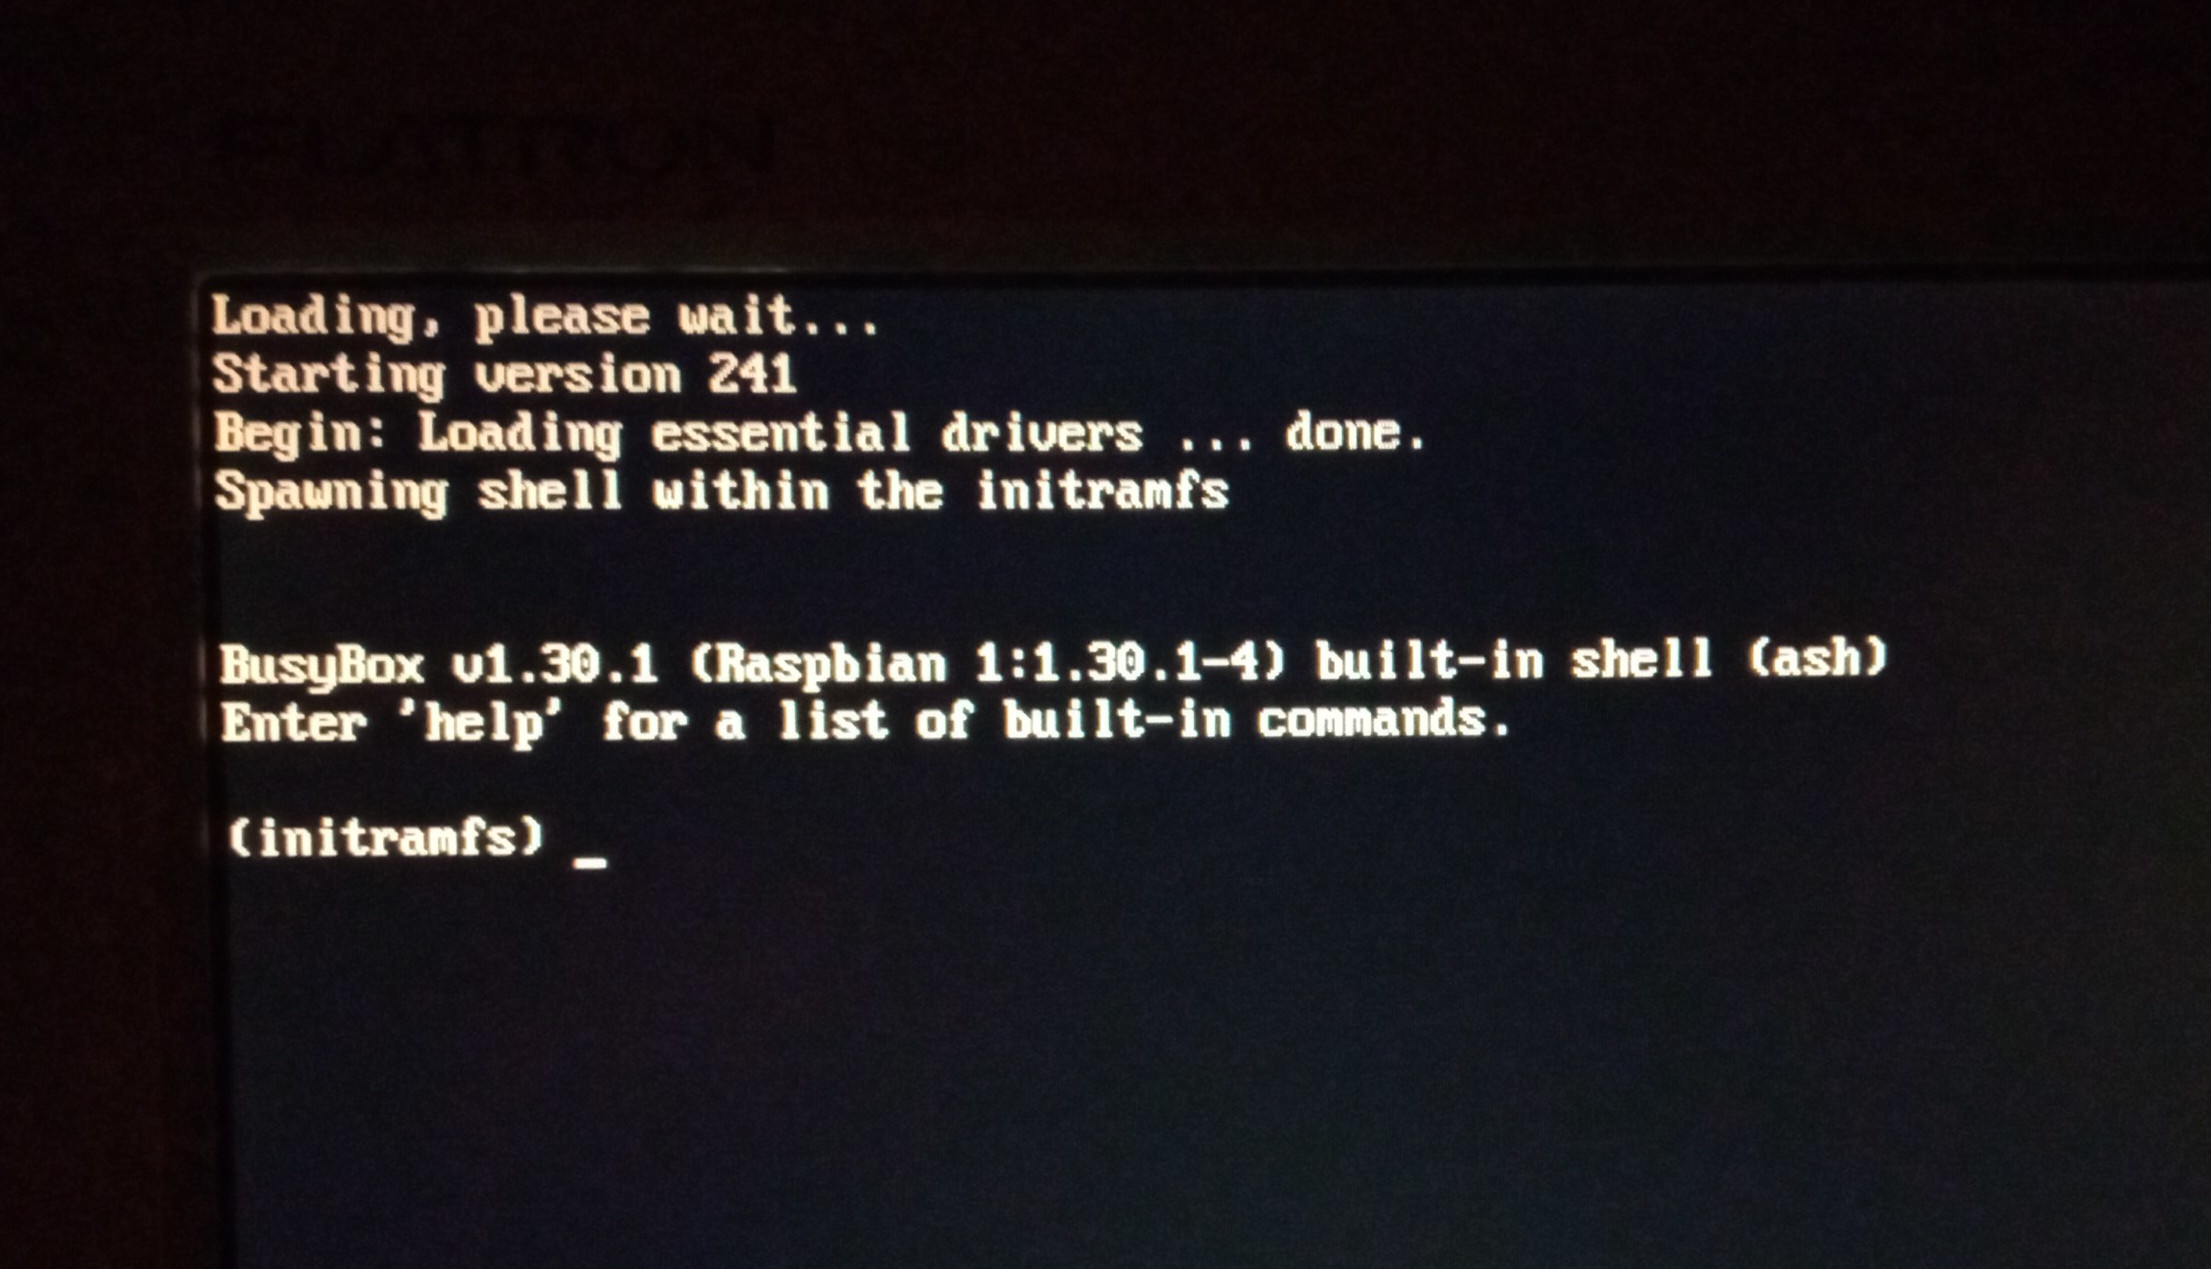 FLATRON
Loading, please wait...
Starting version 241
Begin: Loading essential drivers ... done.
Spawning shell within the initramfs
BusyBox v1.30.1 (Raspbian 1:1.30.1-4) built-in shell (ash)
Enter 'help' for a list of built-in commands.
(initramfs) _